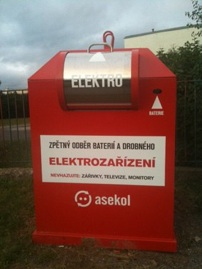 ELEKTRO
BATERIE
ZPĚTNÝ ODBĚR BATERIÍ A DROBNÉHO
ELEKTROZAŘÍZENÍ
NEVHAZUJTE: ZÁŘIVKY, TELEVIZE, MONITORY
asekol